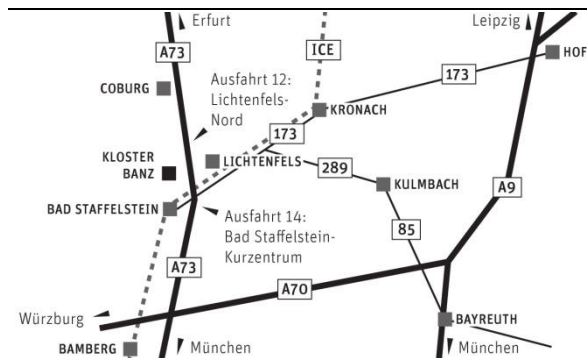 Erfurt
Leipzig
A73
ICE
HOF
173
COBURG
Ausfahrt 12:
Lichtenfels-
Nord
KRONACH
173
KLOSTER
BANZ
LICHTENFELS
289
KULMBACH
A9
BAD STAFFELSTEIN
Ausfahrt 14:
Bad Staffelstein-
Kurzentrum
85
A73
A70
Würzburg
BAYREUTH
BAMBERG
München
München